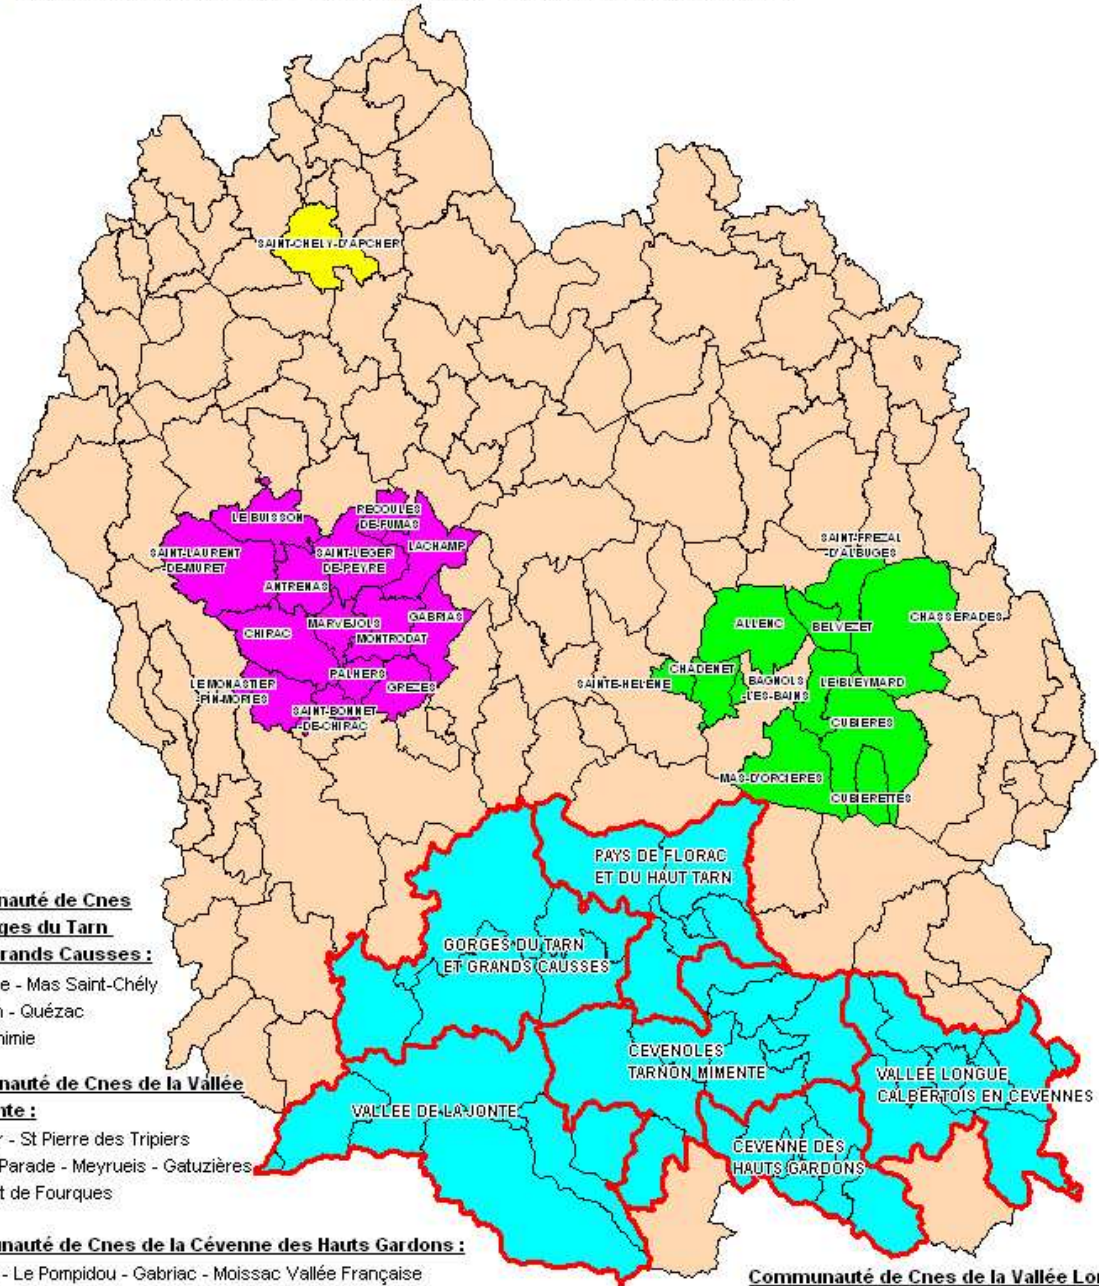 SAINT-CHELY-D'APCHER
LE BUISSON
RECOULES
DE-FUMAS
SAINT-LAURENT
-DE-MURET
SAINT-LEGER
DE-PEYRE
LACHAMP
ANTRENAS
CHIRAC
MARVEJOLS
MONTRODAT
GABRIAS
PALHERS
GREZES
LE MONASTIER
-PIN-MORIES
SAINT-BONNET
-DE-CHIRAC
SAINT-FREZAL
-D'ALBUGES
ALLENC
BELVEZET
CHASSERADES
CHADENET
SAINTE-HELENE
BAGNOLS
-LES-BAINS
LE BLEYMARD
CUBIERES
MAS-D'ORCIERES
CUBIERETTES
PAYS DE FLORAC
ET DU HAUT TARN
GORGES DU TARN
ET GRANDS CAUSSES
CEVENOLES
TARNON MIMENTE
VALLEE LONGUE
CALBERTOIS EN CEVENNES
VALLEE DE LA JONTE
CEVENNE DES
HAUTS GARDONS
nauté de Cnes
ges du Tarn
rands Causses :
e - Mas Saint-Chély
n - Quézac
nimie
nauté de Cnes de la Vallée
nte :
r - St Pierre des Tripiers
Parade - Meyrueis - Gatuzières
t de Fourques
unauté de Cnes de la Cévenne des Hauts Gardons :
- Le Pompidou - Gabriac - Moissac Vallée Française
Communauté de Cnes de la Vallée Lon